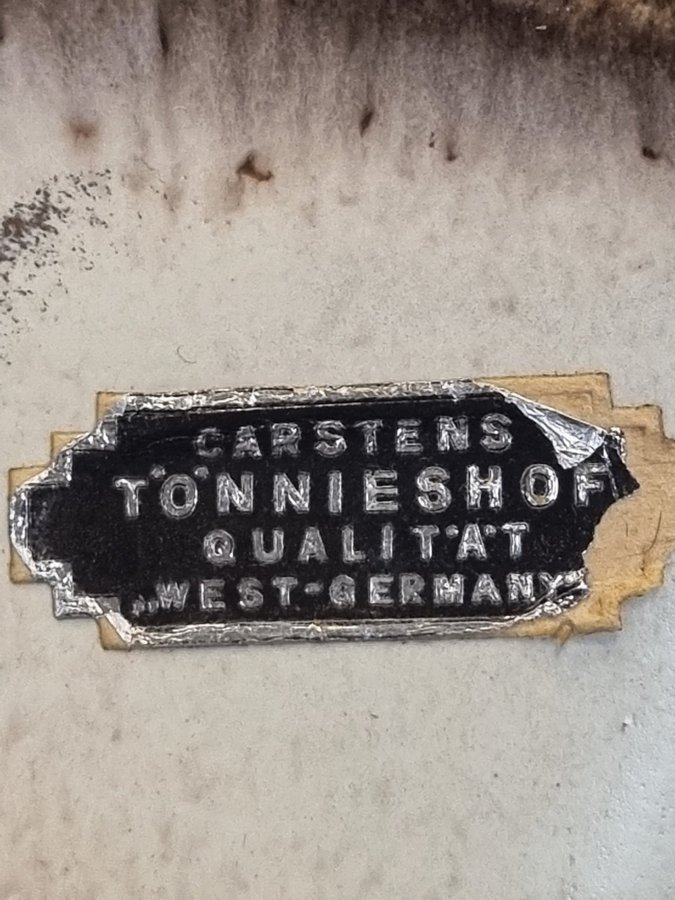 CARSTENS
TÖNNIESHOF
QUALITÄT
„WEST-GERMANY"